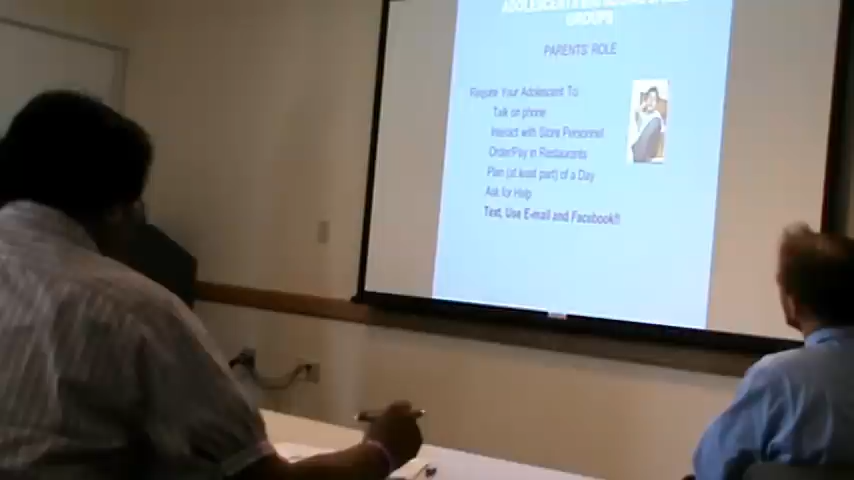 GROUPS
PARENTS' ROLE
Require Your Adolescent To:
Talk on phone
Interact with Store Personnel
Order/Pay in Restaurants
Plan (at least part) of a Day
Ask for Help
Text, Use E-mail and Facebook!!